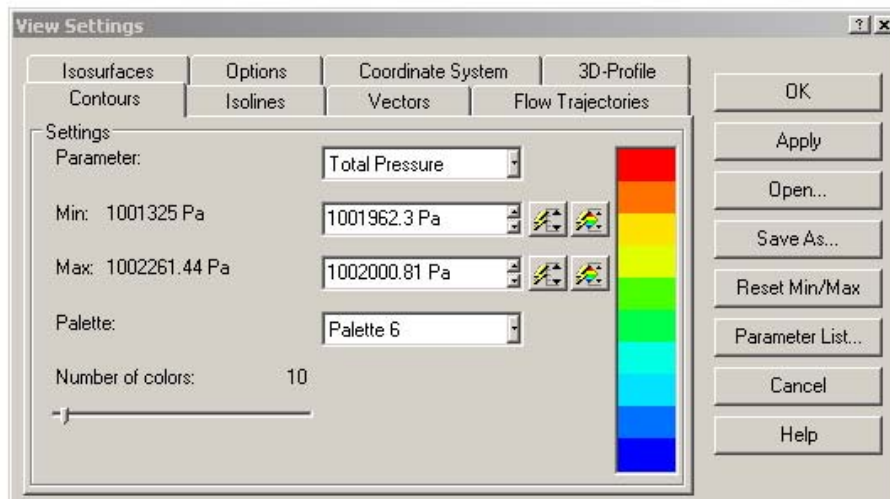 View Settings
Isosurfaces Options Coordinate System 3D-Profile
Contours Isolines Vectors Flow Trajectories
Settings
Parameter: Total Pressure
Min: 1001325 Pa 1001962.3 Pa
Max: 1002261.44 Pa 1002000.81 Pa
Palette: Palette 6
Number of colors: 10
OK
Apply
Open...
Save As...
Reset Min/Max
Parameter List...
Cancel
Help